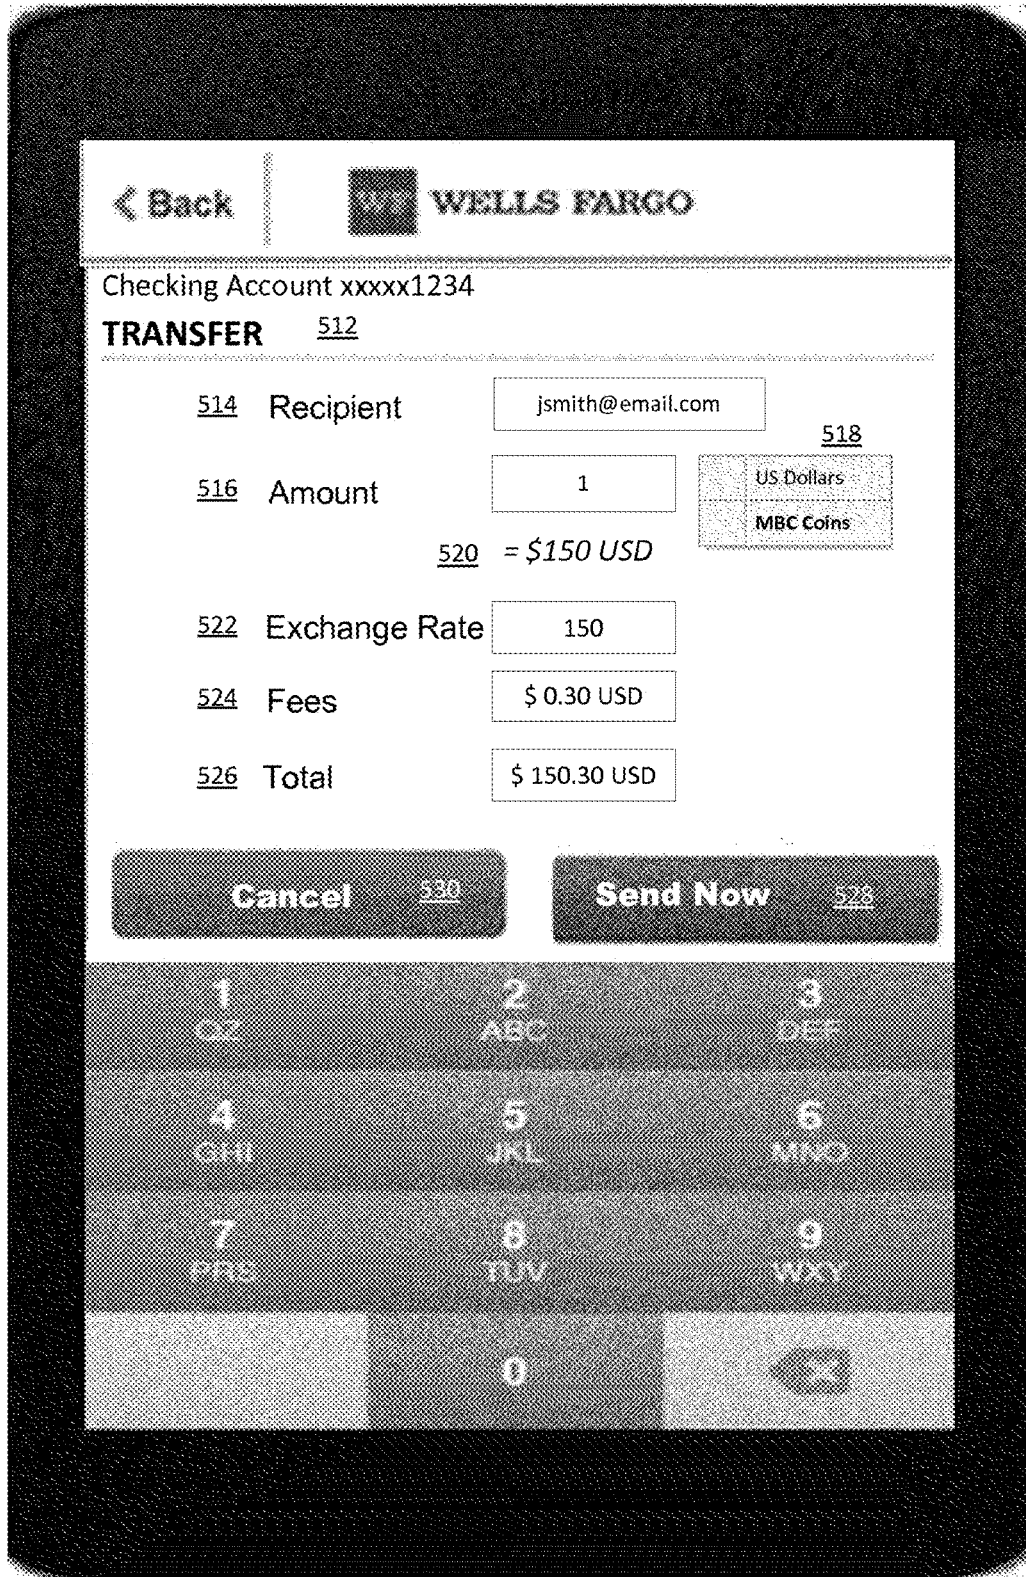 < Back WF WELLS FARGO
Checking Account xxxxx1234
TRANSFER 512
514 Recipient jsmith@email.com
518
516 Amount 1 US Dollars
MBC Coins
520 = $150 USD
522 Exchange Rate 150
524 Fees $ 0.30 USD
526 Total $ 150.30 USD
Cancel 530 Send Now 528
1 2 3
QZ ABC DEF
4 5 6
GHI JKL MNO
7 8 9
PRS TUV WXY
0